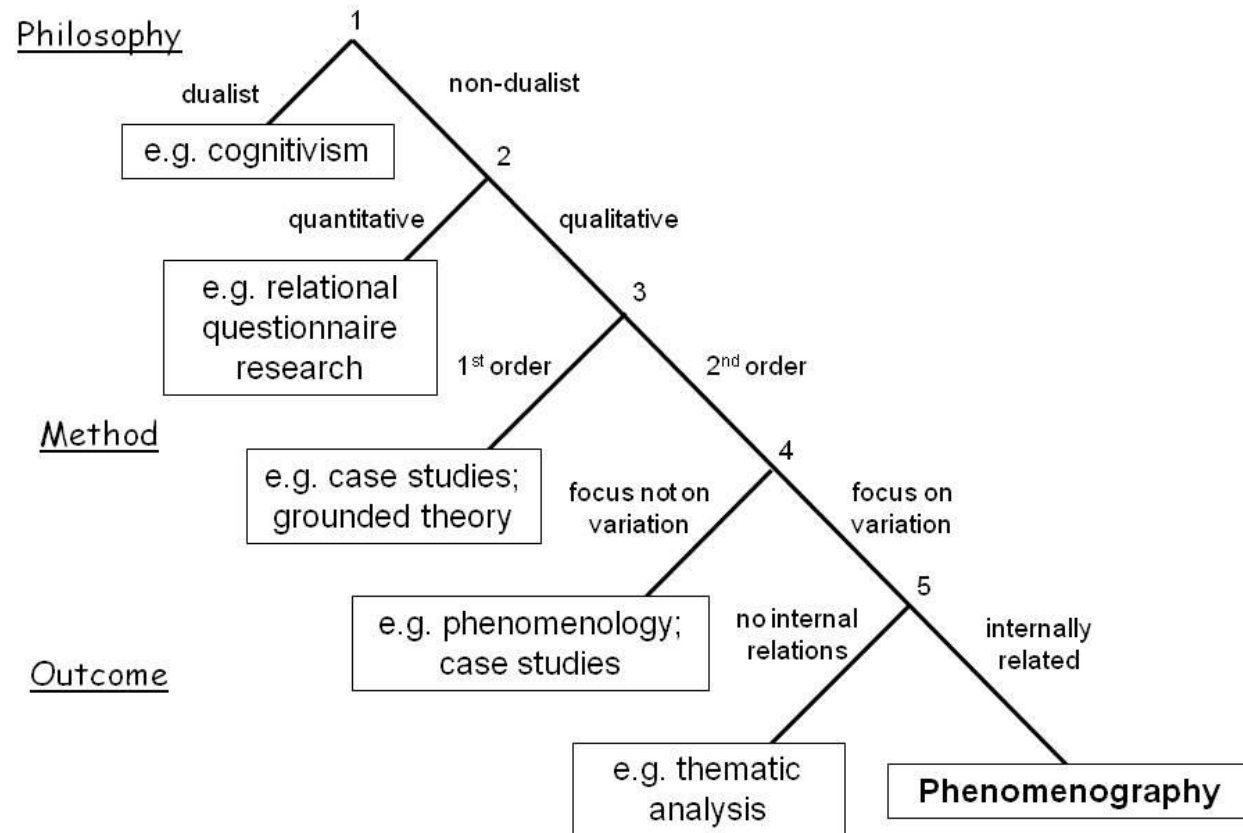 1
Philosophy
dualist
non-dualist
e.g. cognitivism
2
quantitative
qualitative
e.g. relational
questionnaire
research
3
1st order
2nd order
Method
e.g. case studies;
grounded theory
4
focus not on
variation
focus on
variation
5
e.g. phenomenology;
case studies
no internal
relations
internally
related
Outcome
e.g. thematic
analysis
Phenomenography